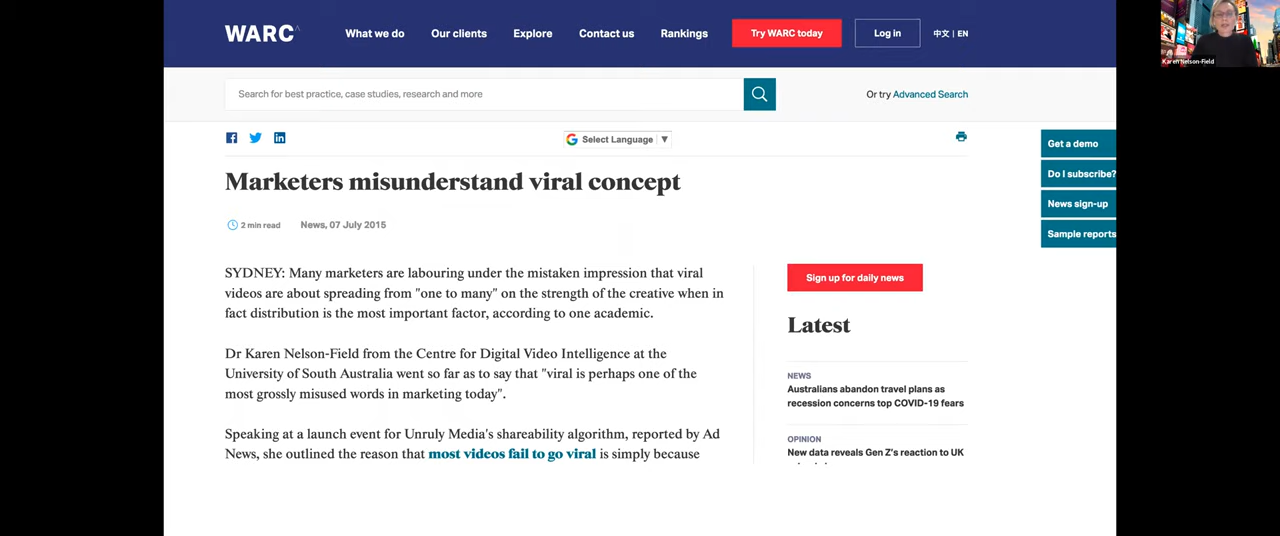 WARC
What we do
Our clients
Explore
Contact us
Rankings
Try WARC today
Log in
中文 | EN
Karen Nelson-Field
Search for best practice, case studies, research and more
Or try Advanced Search
Select Language ▼
Get a demo
Do I subscribe?
News sign-up
Sample reports
Marketers misunderstand viral concept
2 min read
News, 07 July 2015
SYDNEY: Many marketers are labouring under the mistaken impression that viral
videos are about spreading from "one to many" on the strength of the creative when in
fact distribution is the most important factor, according to one academic.
Dr Karen Nelson-Field from the Centre for Digital Video Intelligence at the
University of South Australia went so far as to say that "viral is perhaps one of the
most grossly misused words in marketing today".
Speaking at a launch event for Unruly Media's shareability algorithm, reported by Ad
News, she outlined the reason that most videos fail to go viral is simply because
Sign up for daily news
Latest
NEWS
Australians abandon travel plans as
recession concerns top COVID-19 fears
OPINION
New data reveals Gen Z's reaction to UK